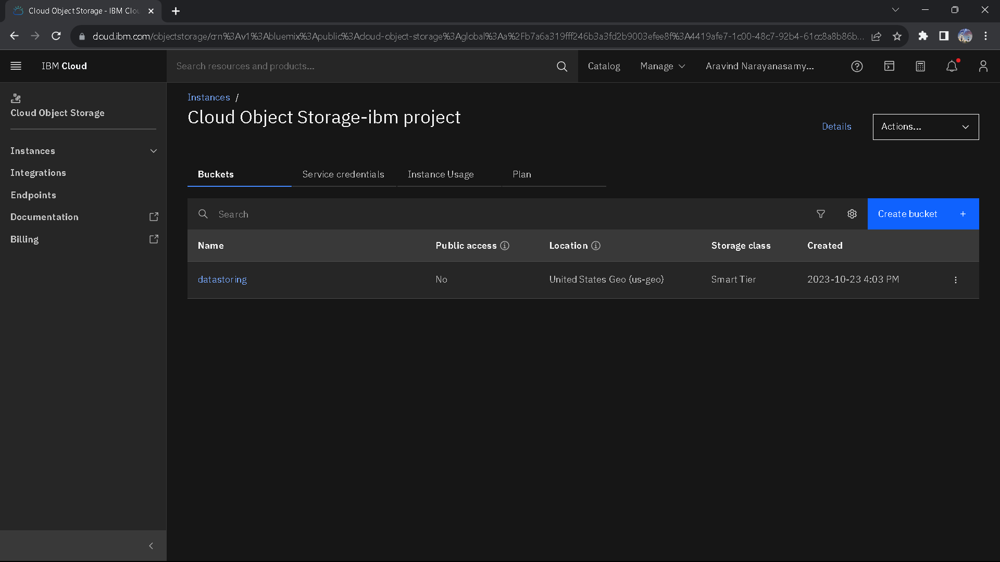 Cloud Object Storage - IBM Clou
cloud.ibm.com/objectstorage/crn%3Av1%3Abluemix%3Apublic%3Acloud-object-storage%3Aglobal%3Aa%2Fb7a6a319fff246b3a3fd2b9003efee8f%3A4419afe7-1c00-48c7-92b4-61cc8a8b86b...
IBM Cloud
Search resources and products...
Catalog
Manage
Aravind Narayanasamy...
Cloud Object Storage
Instances
Integrations
Endpoints
Documentation
Billing
Instances /
Cloud Object Storage-ibm project
Details
Actions...
Buckets
Service credentials
Instance Usage
Plan
Search
Create bucket +
Name Public access Location Storage class Created
datastoring No United States Geo (us-geo) Smart Tier 2023-10-23 4:03 PM